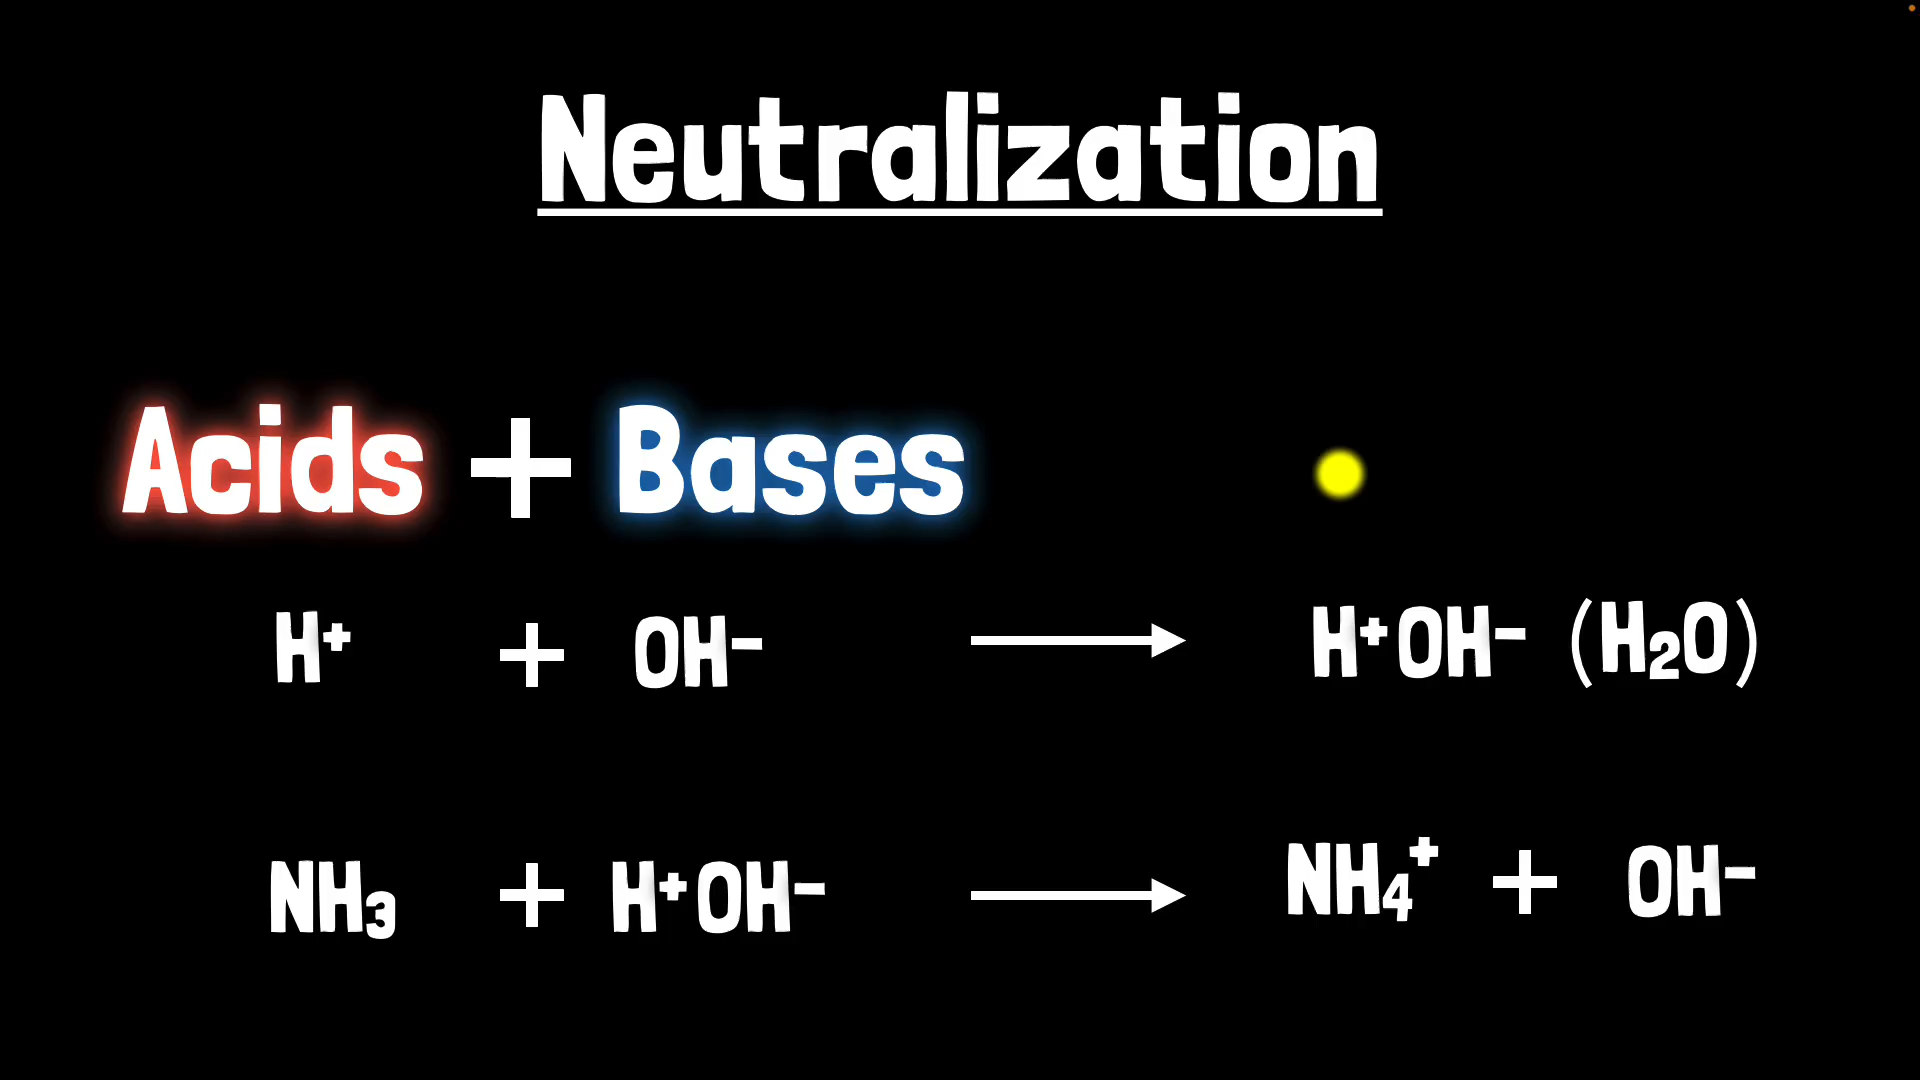 Neutralization
Acids + Bases
H⁺ + OH⁻ → H⁺OH⁻ (H₂O)
NH₃ + H⁺OH⁻ → NH₄⁺ + OH⁻